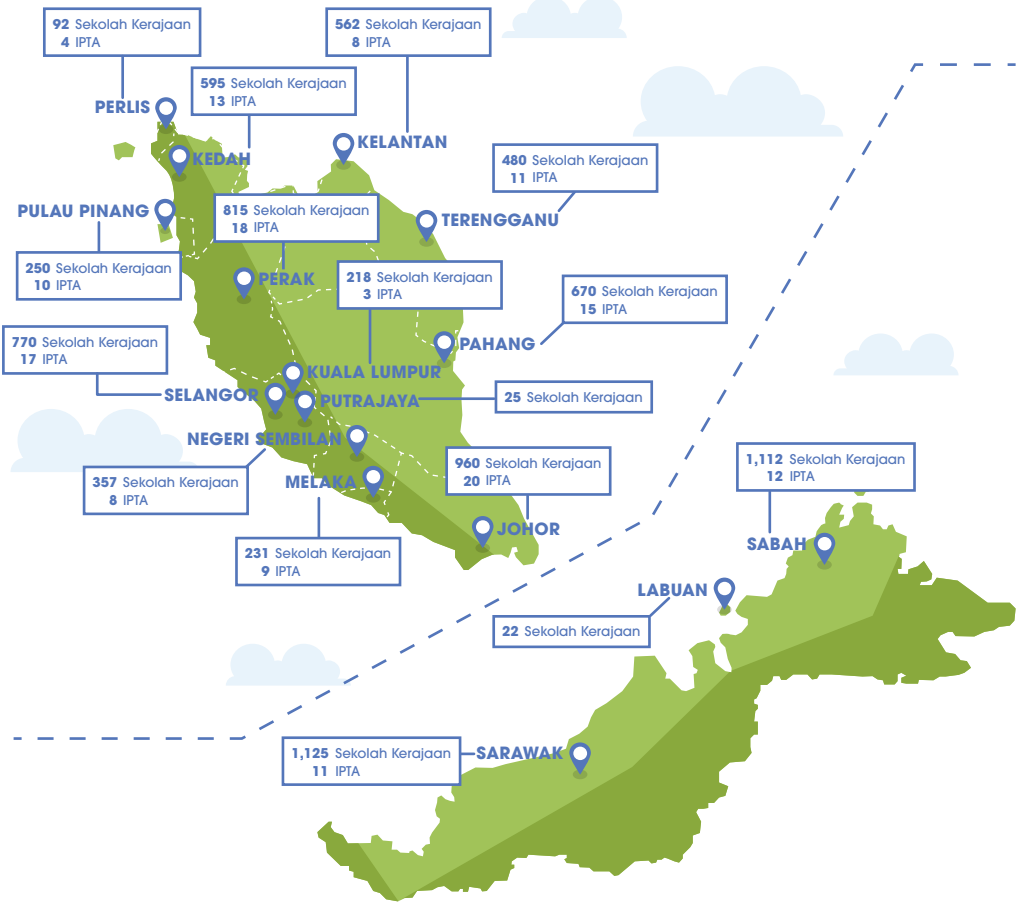 92 Sekolah Kerajaan
4 IPTA
PERLIS
562 Sekolah Kerajaan
8 IPTA
KELANTAN
595 Sekolah Kerajaan
13 IPTA
KEDAH
480 Sekolah Kerajaan
11 IPTA
TERENGGANU
PULAU PINANG
250 Sekolah Kerajaan
10 IPTA
815 Sekolah Kerajaan
18 IPTA
PERAK
218 Sekolah Kerajaan
3 IPTA
KUALA LUMPUR
670 Sekolah Kerajaan
15 IPTA
PAHANG
770 Sekolah Kerajaan
17 IPTA
SELANGOR
PUTRAJAYA
25 Sekolah Kerajaan
NEGERI SEMBILAN
357 Sekolah Kerajaan
8 IPTA
MELAKA
231 Sekolah Kerajaan
9 IPTA
960 Sekolah Kerajaan
20 IPTA
JOHOR
1,112 Sekolah Kerajaan
12 IPTA
SABAH
LABUAN
22 Sekolah Kerajaan
1,125 Sekolah Kerajaan
11 IPTA
SARAWAK